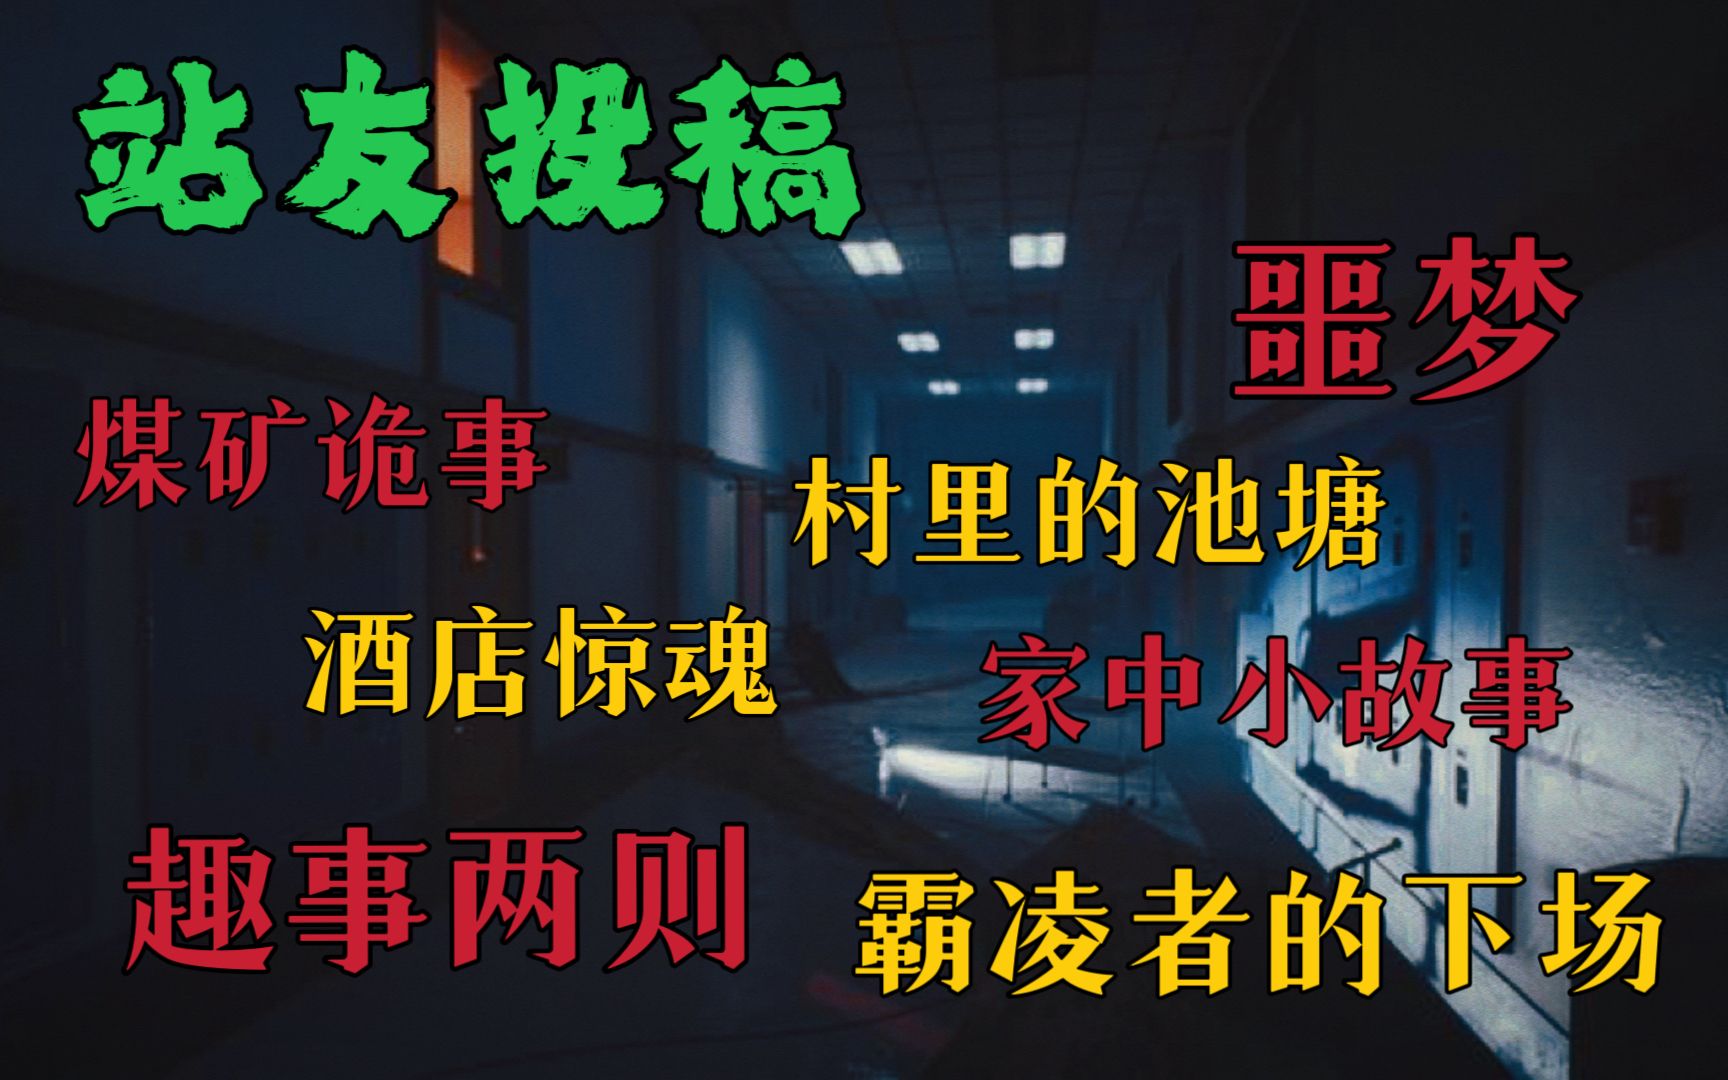 站友投稿
噩梦
煤矿诡事
村里的池塘
酒店惊魂
家中小故事
趣事两则
霸凌者的下场